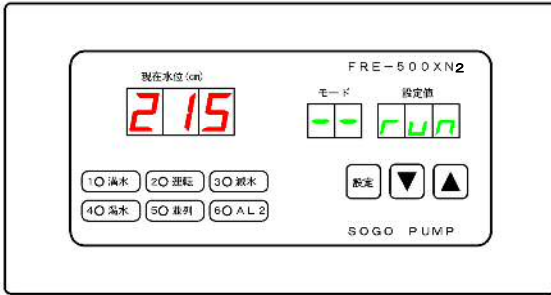 FRE-500XN2
現在水位(cm)
モード 設定値
215
-- run
1○満水 2○運転 3○減水
設定 ▼ ▲
4○渇水 5○並列 6○AL2
SOGO PUMP